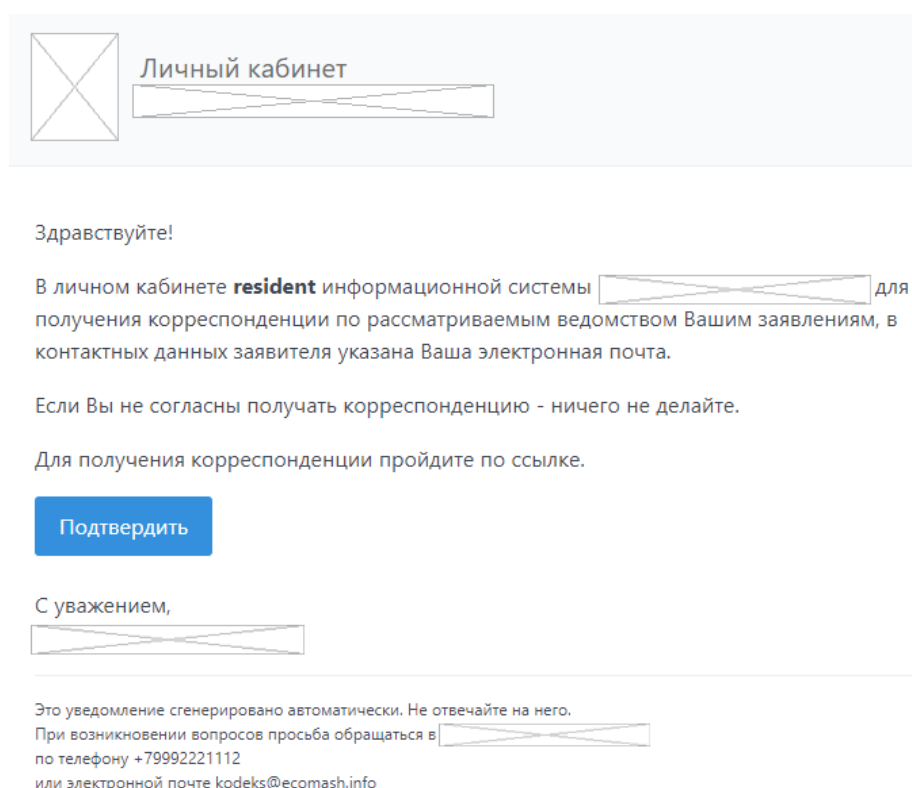 Личный кабинет
Здравствуйте!
В личном кабинете resident информационной системы для
получения корреспонденции по рассматриваемым ведомством Вашим заявлениям, в
контактных данных заявителя указана Ваша электронная почта.
Если Вы не согласны получать корреспонденцию - ничего не делайте.
Для получения корреспонденции пройдите по ссылке.
Подтвердить
С уважением,
Это уведомление сгенерировано автоматически. Не отвечайте на него.
При возникновении вопросов просьба обращаться в
по телефону +79992221112
или электронной почте kodeks@ecomash.info